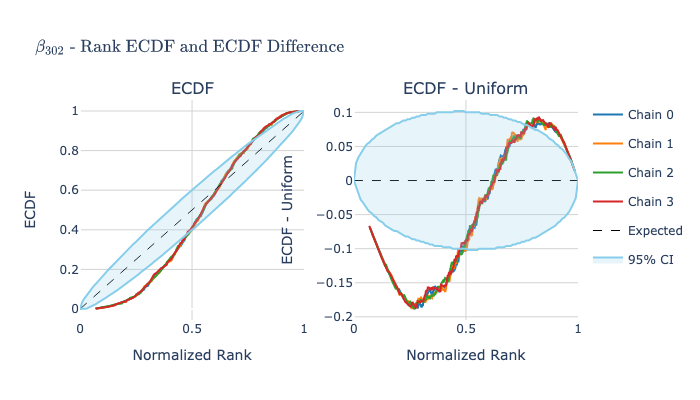 β302 - Rank ECDF and ECDF Difference
ECDF
ECDF - Uniform
ECDF
1
0.8
0.6
0.4
0.2
0
0
0.5
1
Normalized Rank
ECDF - Uniform
0.1
0.05
0
−0.05
−0.1
−0.15
−0.2
0
0.5
1
Normalized Rank
Chain 0
Chain 1
Chain 2
Chain 3
Expected
95% CI